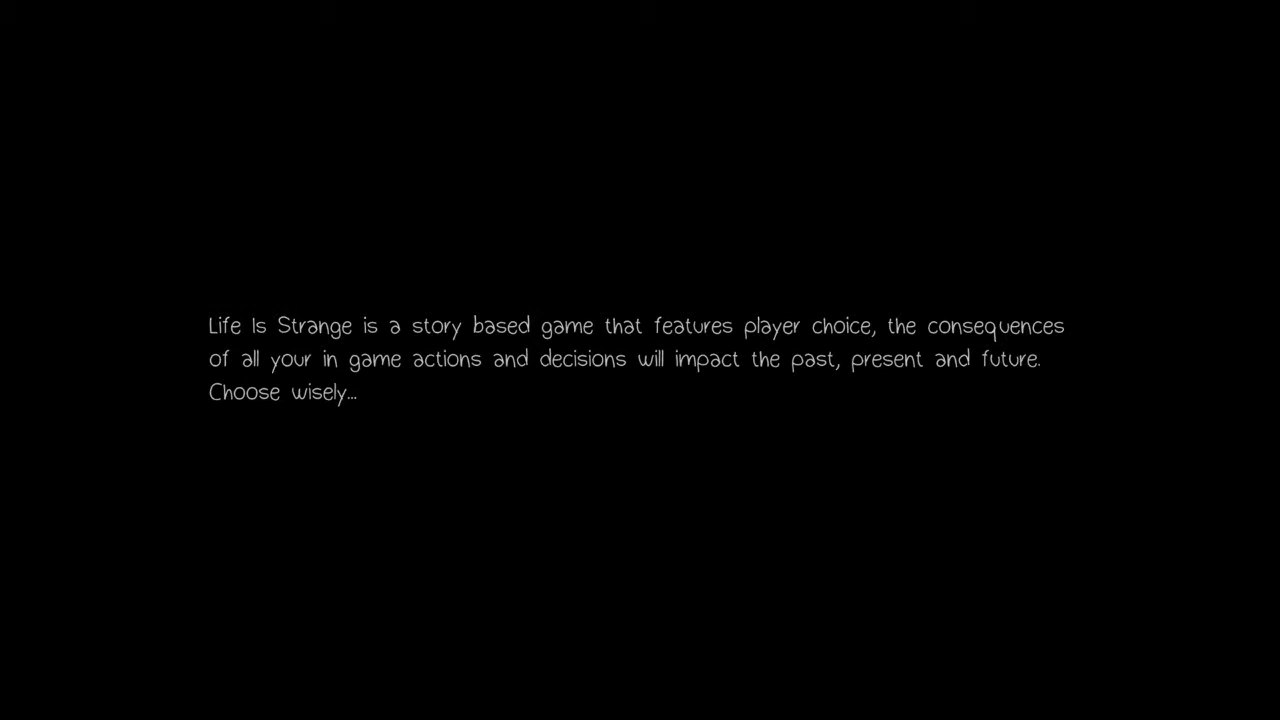 Life Is Strange is a story based game that features player choice, the consequences
of all your in game actions and decisions will impact the past, present and future.
Choose wisely...